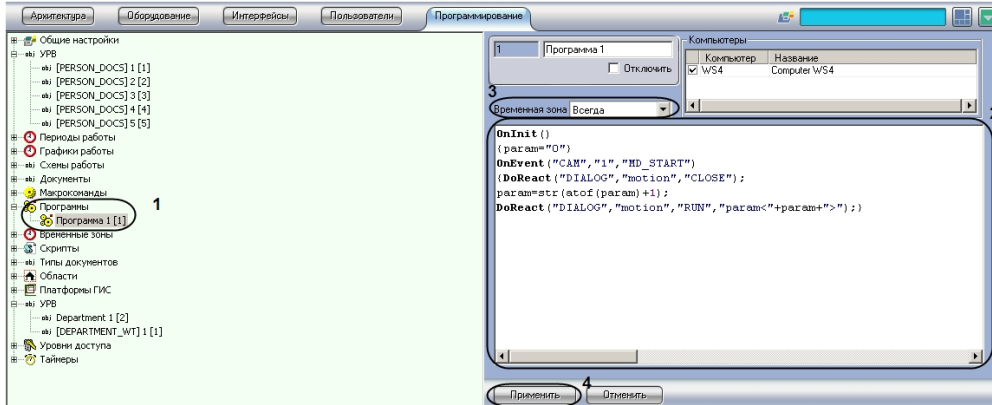 Архитектура Оборудование Интерфейсы Пользователи Программирование
Общие настройки
УРВ
[PERSON_DOCS] 1 [1]
[PERSON_DOCS] 2 [2]
[PERSON_DOCS] 3 [3]
[PERSON_DOCS] 4 [4]
[PERSON_DOCS] 5 [5]
Периоды работы
Графики работы
Схемы работы
Документы
Макрокоманды
Программы
Программа 1 [1]
1
Временные зоны
Скрипты
Типы документов
Области
Платформы ГИС
УРВ
Department 1 [2]
[DEPARTMENT_WT] 1 [1]
Уровни доступа
Таймеры
1 Программа 1
Отключить
Компьютеры
Компьютер Название
WS4 Computer WS4
3
Временная зона Всегда
2
OnInit()
{param="0"}
OnEvent("CAM","1","MD_START")
{DoReact("DIALOG","motion","CLOSE");
param=str(atof(param)+1);
DoReact("DIALOG","motion","RUN","param<"+param+">");}
4
Применить Отменить